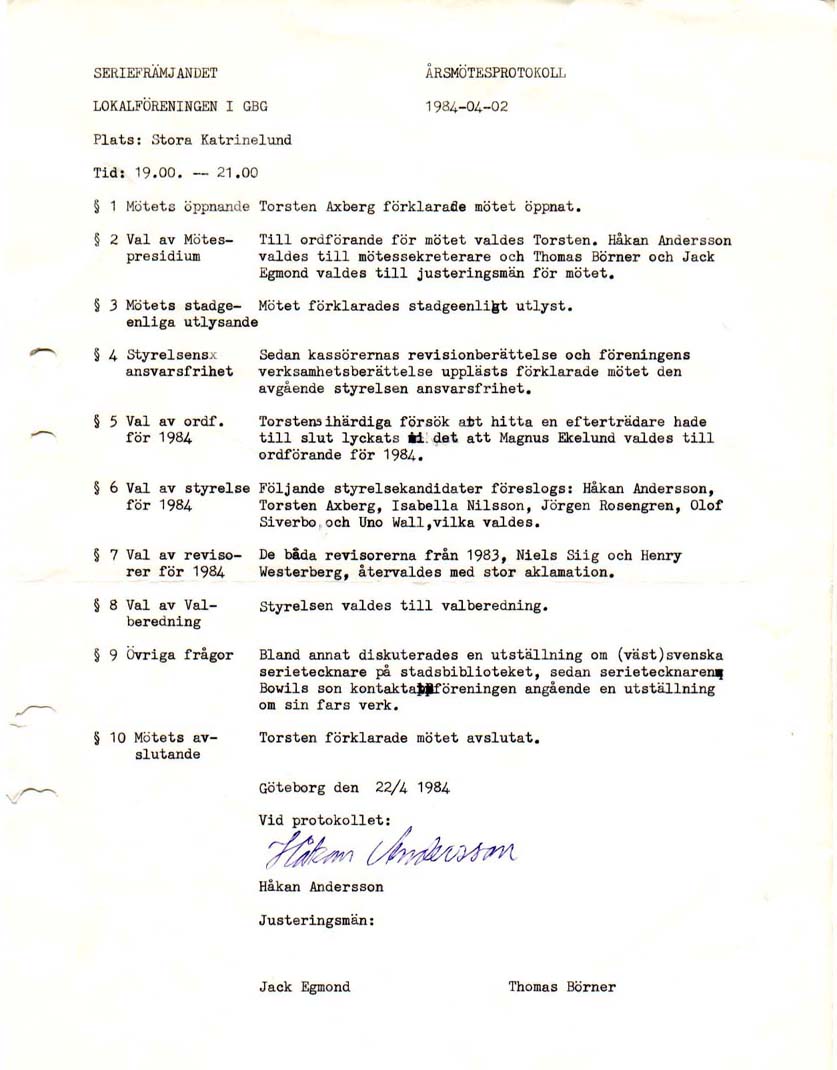 SERIEFRÄMJANDET ÅRSMÖTESPROTOKOLL
LOKALFÖRENINGEN I GBG 1984-04-02
Plats: Stora Katrinelund
Tid: 19.00. -- 21.00
§ 1 Mötets öppnande Torsten Axberg förklarade mötet öppnat.
§ 2 Val av Mötes- Till ordförande för mötet valdes Torsten. Håkan Andersson
presidium valdes till mötessekreterare och Thomas Börner och Jack
Egmond valdes till justeringsmän för mötet.
§ 3 Mötets stadge- Mötet förklarades stadgeenligt utlyst.
enliga utlysande
§ 4 Styrelsens Sedan kassörernas revisionberättelse och föreningens
ansvarsfrihet verksamhetsberättelse upplästs förklarade mötet den
avgående styrelsen ansvarsfrihet.
§ 5 Val av ordf. Torstens ihärdiga försök att hitta en efterträdare hade
för 1984 till slut lyckats i det att Magnus Ekelund valdes till
ordförande för 1984.
§ 6 Val av styrelse Följande styrelsekandidater föreslogs: Håkan Andersson,
för 1984 Torsten Axberg, Isabella Nilsson, Jörgen Rosengren, Olof
Siverbo och Uno Wall,vilka valdes.
§ 7 Val av reviso- De båda revisorerna från 1983, Niels Siig och Henry
rer för 1984 Westerberg, återvaldes med stor aklamation.
§ 8 Val av Val- Styrelsen valdes till valberedning.
beredning
§ 9 Övriga frågor Bland annat diskuterades en utställning om (väst)svenska
serietecknare på stadsbiblioteket, sedan serietecknaren
Bowils son kontakta föreningen angående en utställning
om sin fars verk.
§ 10 Mötets av- Torsten förklarade mötet avslutat.
slutande
Göteborg den 22/4 1984
Vid protokollet:
Håkan Andersson
Håkan Andersson
Justeringsmän:
Jack Egmond Thomas Börner